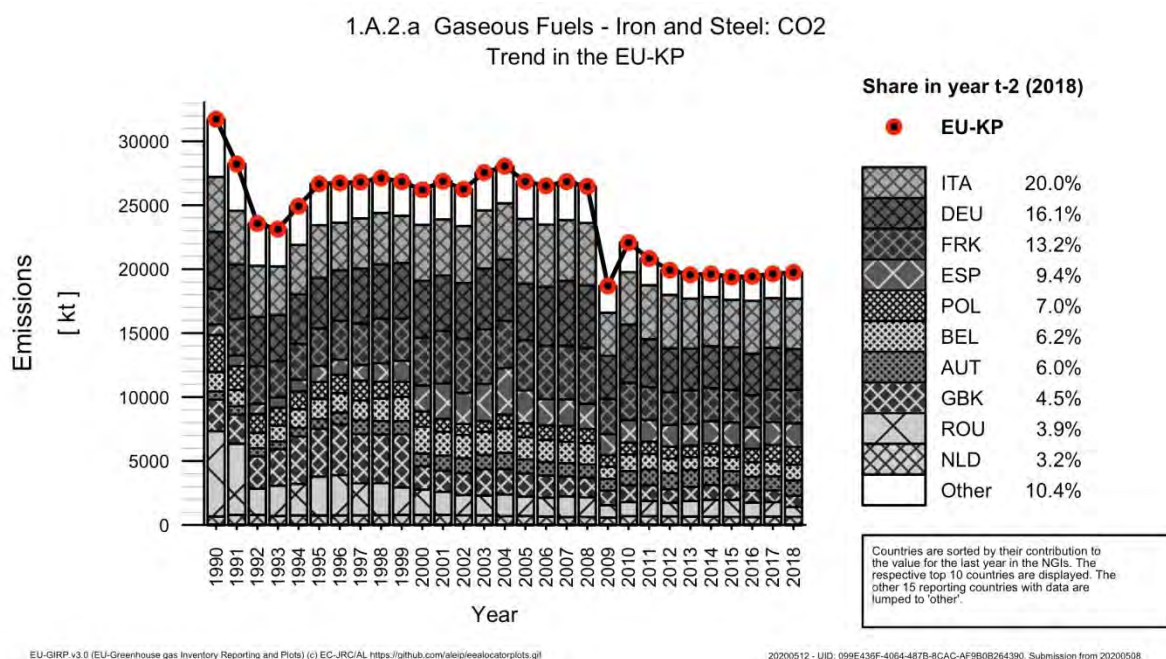 1.A.2.a Gaseous Fuels - Iron and Steel: CO2
Trend in the EU-KP
Share in year t-2 (2018)
EU-KP
ITA 20.0%
DEU 16.1%
FRK 13.2%
ESP 9.4%
POL 7.0%
BEL 6.2%
AUT 6.0%
GBK 4.5%
ROU 3.9%
NLD 3.2%
Other 10.4%
Countries are sorted by their contribution to
the value for the last year in the NGIs. The
respective top 10 countries are displayed. The
other 15 reporting countries with data are
lumped to 'other'.
Emissions
[ kt ]
30000
25000
20000
15000
10000
5000
0
1990
1991
1992
1993
1994
1995
1996
1997
1998
1999
2000
2001
2002
2003
2004
2005
2006
2007
2008
2009
2010
2011
2012
2013
2014
2015
2016
2017
2018
Year
EU-GIRP.v3.0 (EU-Greenhouse gas Inventory Reporting and Plots) (c) EC-JRC/AL https://github.com/aleip/eealocatorplots.git
20200512 - UID: 099E436F-4064-487B-8CAC-AF9B0B264390. Submission from 20200508